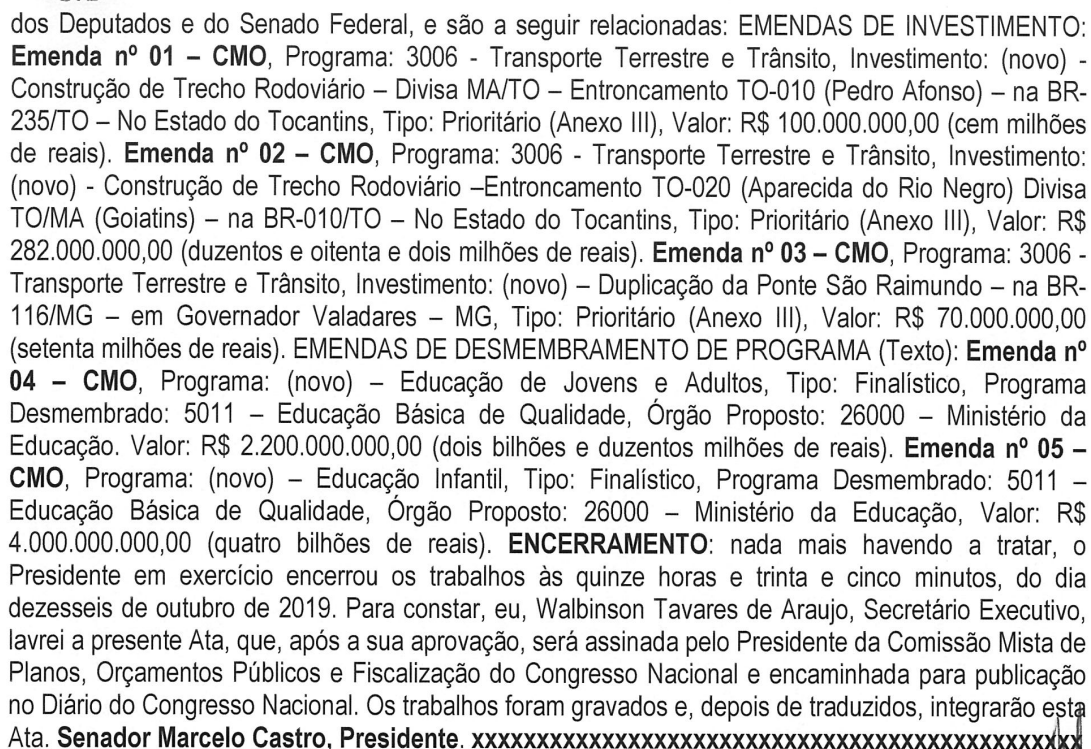 dos Deputados e do Senado Federal, e são a seguir relacionadas: EMENDAS DE INVESTIMENTO:
Emenda nº 01 – CMO, Programa: 3006 - Transporte Terrestre e Trânsito, Investimento: (novo) -
Construção de Trecho Rodoviário – Divisa MA/TO – Entroncamento TO-010 (Pedro Afonso) – na BR-
235/TO – No Estado do Tocantins, Tipo: Prioritário (Anexo III), Valor: R$ 100.000.000,00 (cem milhões
de reais). Emenda nº 02 – CMO, Programa: 3006 - Transporte Terrestre e Trânsito, Investimento:
(novo) - Construção de Trecho Rodoviário –Entroncamento TO-020 (Aparecida do Rio Negro) Divisa
TO/MA (Goiatins) – na BR-010/TO – No Estado do Tocantins, Tipo: Prioritário (Anexo III), Valor: R$
282.000.000,00 (duzentos e oitenta e dois milhões de reais). Emenda nº 03 – CMO, Programa: 3006 -
Transporte Terrestre e Trânsito, Investimento: (novo) – Duplicação da Ponte São Raimundo – na BR-
116/MG – em Governador Valadares – MG, Tipo: Prioritário (Anexo III), Valor: R$ 70.000.000,00
(setenta milhões de reais). EMENDAS DE DESMEMBRAMENTO DE PROGRAMA (Texto): Emenda nº
04 – CMO, Programa: (novo) – Educação de Jovens e Adultos, Tipo: Finalístico, Programa
Desmembrado: 5011 – Educação Básica de Qualidade, Órgão Proposto: 26000 – Ministério da
Educação. Valor: R$ 2.200.000.000,00 (dois bilhões e duzentos milhões de reais). Emenda nº 05 –
CMO, Programa: (novo) – Educação Infantil, Tipo: Finalístico, Programa Desmembrado: 5011 –
Educação Básica de Qualidade, Órgão Proposto: 26000 – Ministério da Educação, Valor: R$
4.000.000.000,00 (quatro bilhões de reais). ENCERRAMENTO: nada mais havendo a tratar, o
Presidente em exercício encerrou os trabalhos às quinze horas e trinta e cinco minutos, do dia
dezesseis de outubro de 2019. Para constar, eu, Walbinson Tavares de Araujo, Secretário Executivo,
lavrei a presente Ata, que, após a sua aprovação, será assinada pelo Presidente da Comissão Mista de
Planos, Orçamentos Públicos e Fiscalização do Congresso Nacional e encaminhada para publicação
no Diário do Congresso Nacional. Os trabalhos foram gravados e, depois de traduzidos, integrarão esta
Ata. Senador Marcelo Castro, Presidente. xxxxxxxxxxxxxxxxxxxxxxxxxxxxxxxxxxxxxxxxxxxxxxxxxx